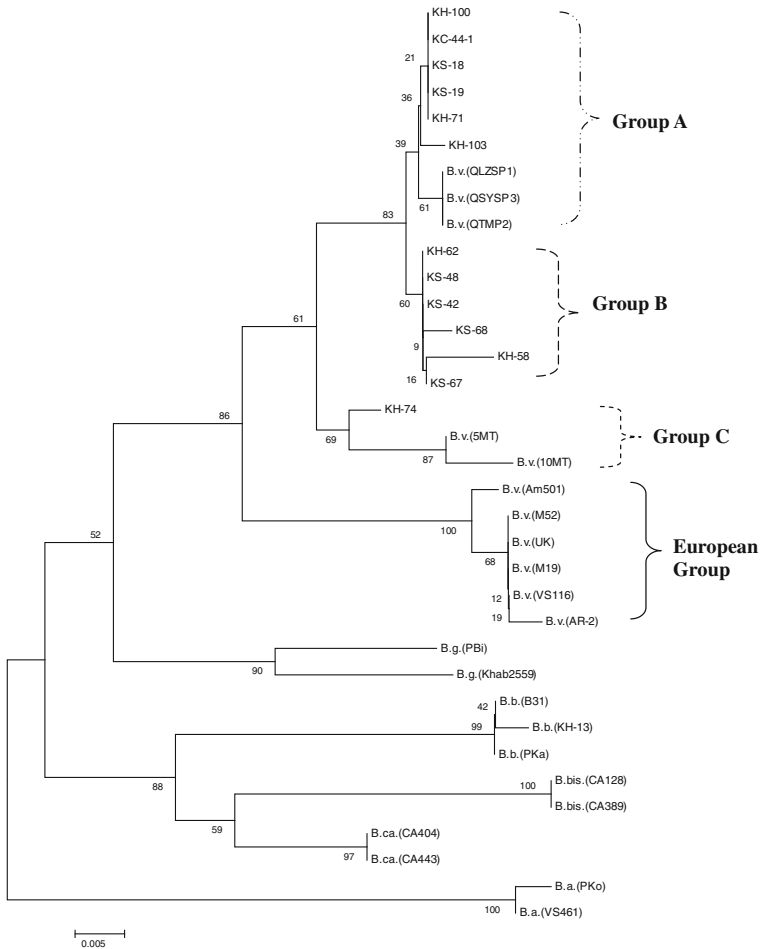 KH-100
KC-44-1
21
KS-18
KS-19
36
KH-71
Group A
KH-103
39
B.v.(QLZSP1)
B.v.(QSYSP3)
61
83
B.v.(QTMP2)
KH-62
KS-48
60
KS-42
Group B
KS-68
61
9
KH-58
16
KS-67
86
KH-74
69
B.v.(5MT)
Group C
87
B.v.(10MT)
B.v.(Am501)
B.v.(M52)
100
52
B.v.(UK)
European
Group
68
B.v.(M19)
12
B.v.(VS116)
19
B.v.(AR-2)
B.g.(PBi)
90
B.g.(Khab2559)
42
B.b.(B31)
99
B.b.(KH-13)
B.b.(PKa)
88
100
B.bis.(CA128)
B.bis.(CA389)
59
B.ca.(CA404)
97
B.ca.(CA443)
B.a.(PKo)
100
B.a.(VS461)
0.005